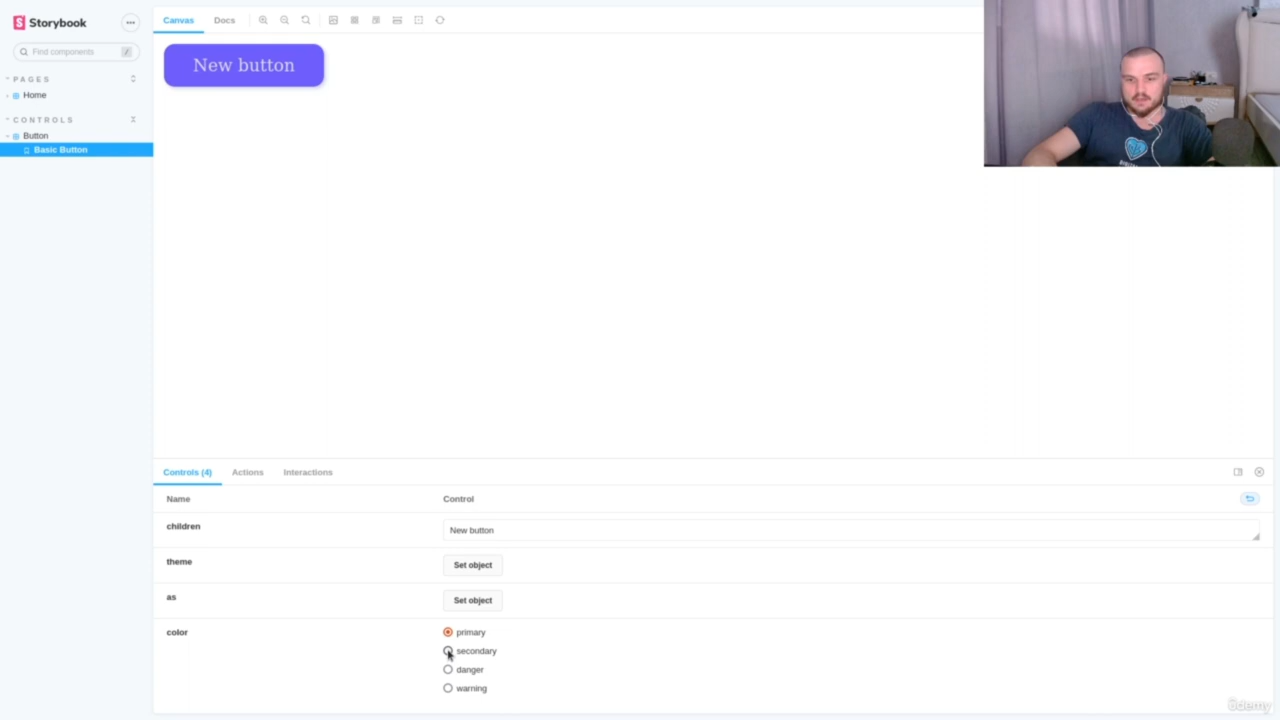 Storybook
Find components /
PAGES
Home
CONTROLS
Button
Basic Button
Canvas Docs
New button
Controls (4) Actions Interactions
Name Control
children New button
theme Set object
as Set object
color primary
secondary
danger
warning
ûdemy